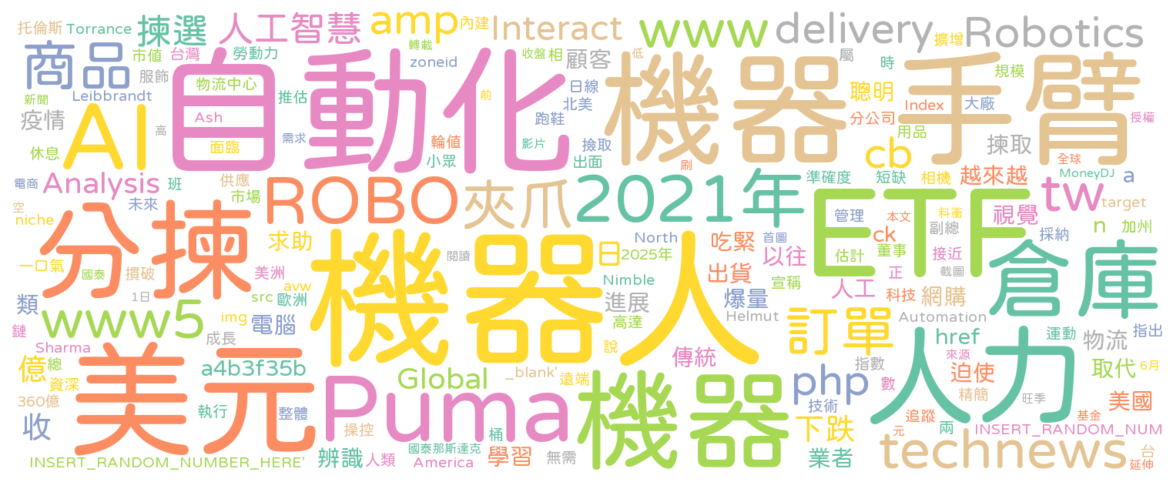 托倫斯 Torrance 揀選 人工智慧 amp 內建 Interact www delivery 擴增 Robotics
商品 市值 台灣 勞動力 轉載 zoneid 收盤 相 顧客 低 屬 時 規模
新聞 Leibbrandt 服飾 物流中心 推估 自動化 日線 北美 機器手臂 聰明 Index 大廠 授權
疫情 AI Ash 前 跑鞋 分公司 用品
休息 高 面臨 需求 輪值 影片 撿取 cb 揀取 全球
電商 Analysis 班 供應 小眾 出面 刷 準確度 短缺 相機 越來越 a MoneyDJ
空 niche 未來 市場 ROBO 夾爪 2021年 ETF 管理 本文 料衝 視覺 tw target
分揀 求助 機器人 閱讀 日 North 吃緊 首圖 以往 估計 ck 副總 董事 接近 採納 n 加州
一口氣 國泰 摜破 美洲 2025年 出貨 宣稱 正 截圖 倉庫
類 1日 avw src 歐洲 Nimble 進展 爆量 人工 科技 網購
www5 img 電腦 高達 Helmut 訂單 Automation
鏈 Sharma 成長 說 傳統 指數 href 運動 物流 指出
億 總 美元 a4b3f35b Global _blank' 遠端 機器 php 數 來源 人力 迫使 取代 6月
資深 360億 執行 整體 Puma 技術 精簡 旺季 美國
收 操控 桶 下跌 追蹤 元 兩 基金 INSERT_RANDOM_NUM
INSERT_RANDOM_NUMBER_HERE' 辨識 人類 國泰那斯達克 America 學習 無需 業者 technews 台 延伸